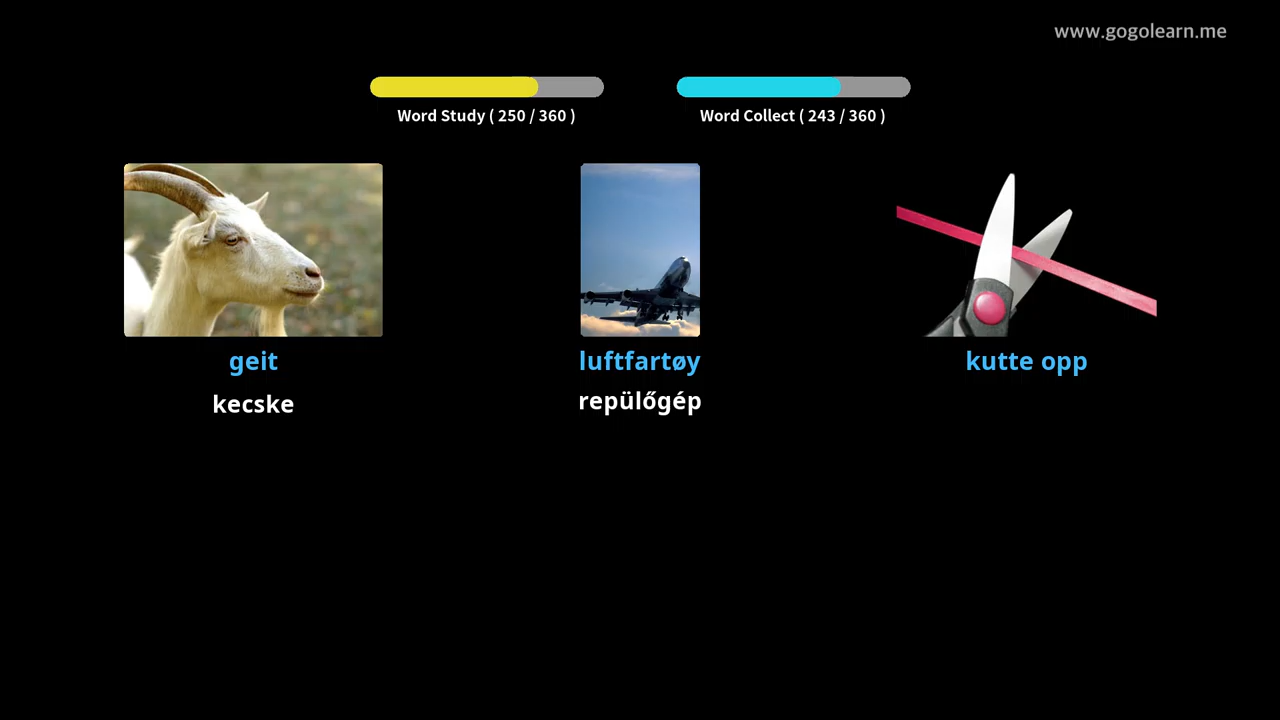 www.gogolearn.me
Word Study ( 250 / 360 )
Word Collect ( 243 / 360 )
geit
kecske
luftfartøy
repülőgép
kutte opp